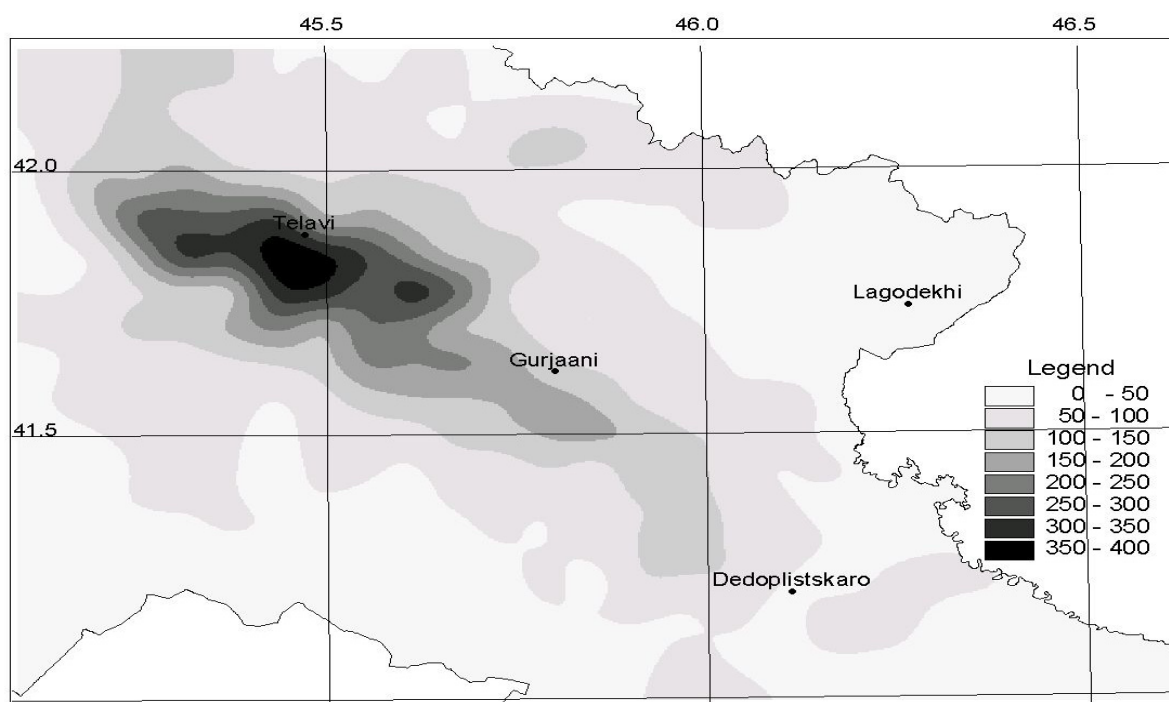 45.5 46.0 46.5
42.0
Telavi
Lagodekhi
Gurjaani
41.5
Dedoplistskaro
Legend
0 - 50
50 - 100
100 - 150
150 - 200
200 - 250
250 - 300
300 - 350
350 - 400